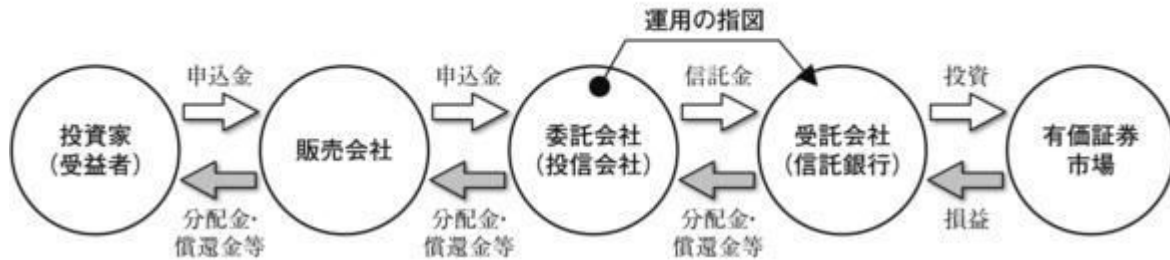 運用の指図
申込金
申込金
信託金
投資
投資家
(受益者)
販売会社
委託会社
(投信会社)
受託会社
(信託銀行)
有価証券
市場
分配金・
償還金等
分配金・
償還金等
分配金・
償還金等
損益